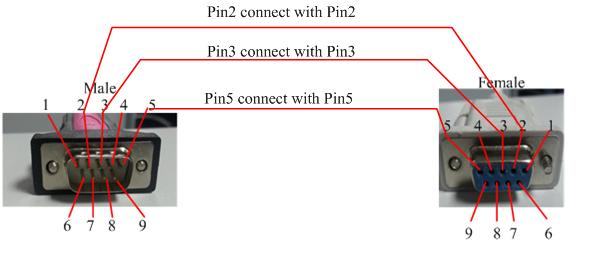 Pin2 connect with Pin2
Pin3 connect with Pin3
Male
Female
Pin5 connect with Pin5
1 2 3 4 5
5 4 3 2 1
6 7 8 9
9 8 7 6